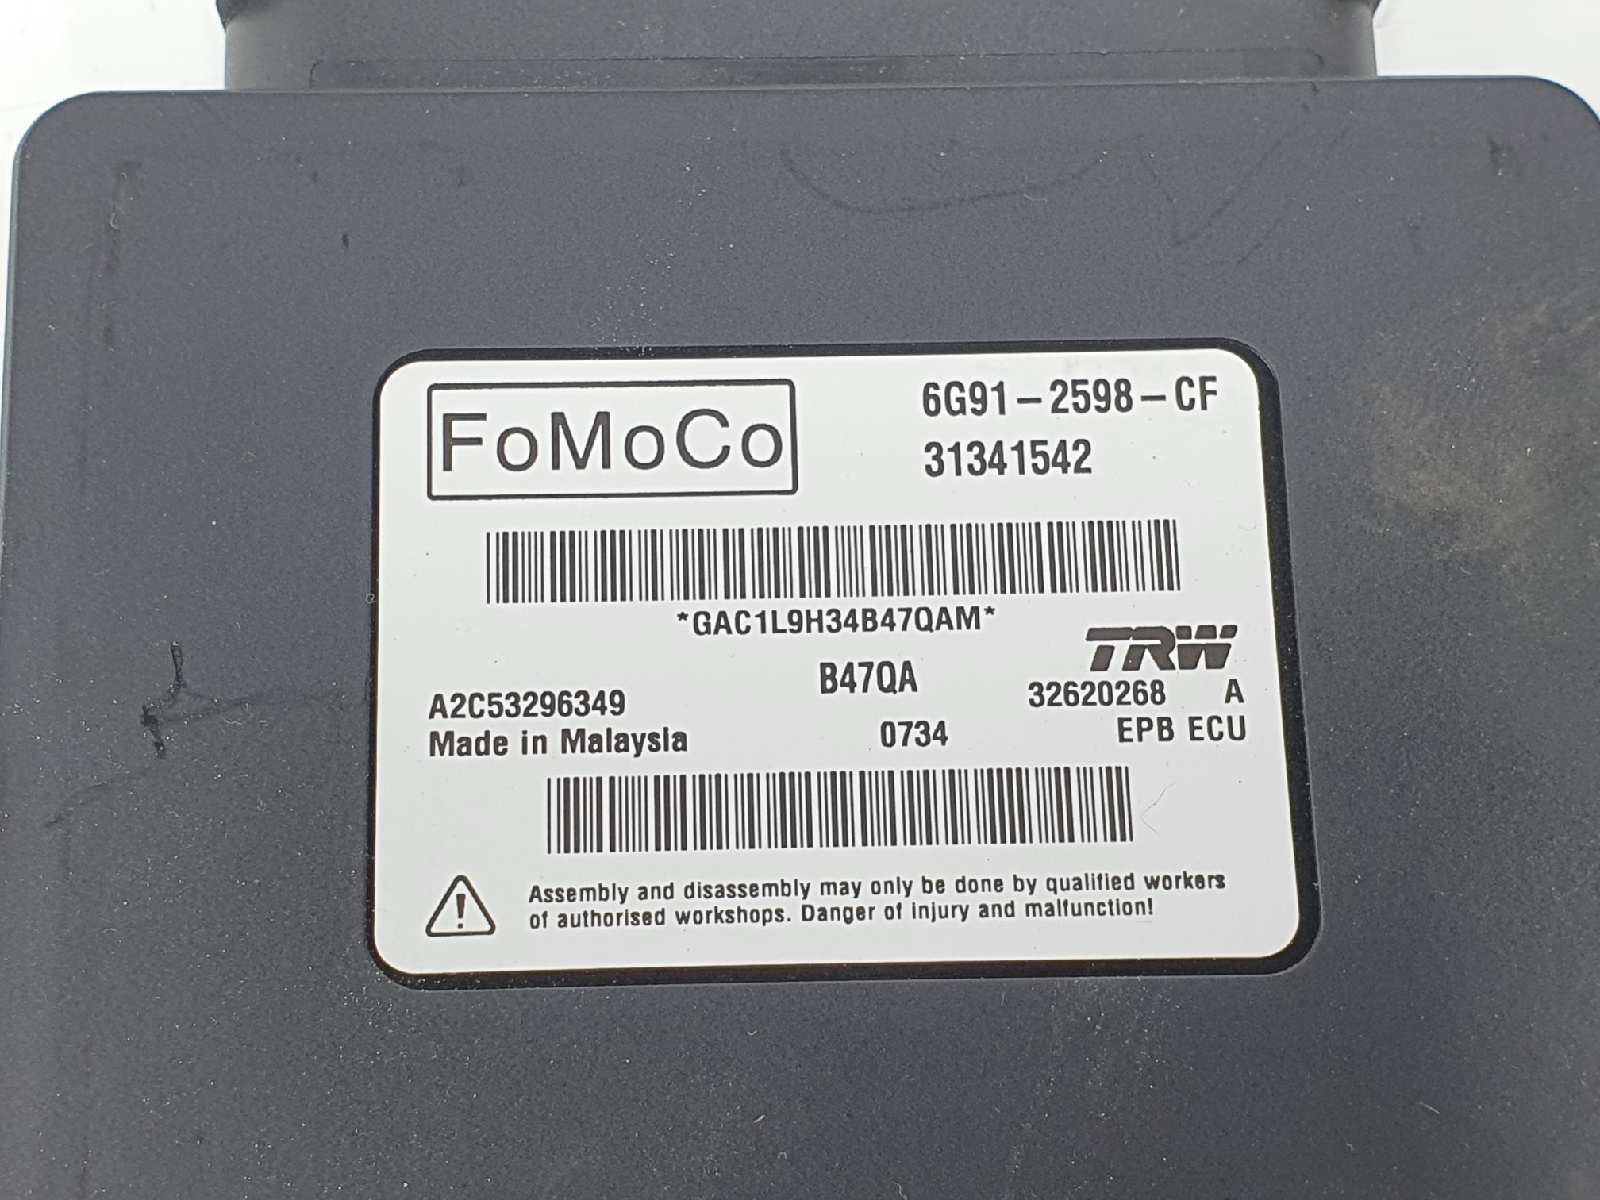 FoMoCo
6G91-2598-CF
31341542
*GAC1L9H34B47QAM*
TRW
B47QA
A2C53296349
32620268 A
Made in Malaysia
0734
EPB ECU
Assembly and disassembly may only be done by qualified workers
of authorised workshops. Danger of injury and malfunction!